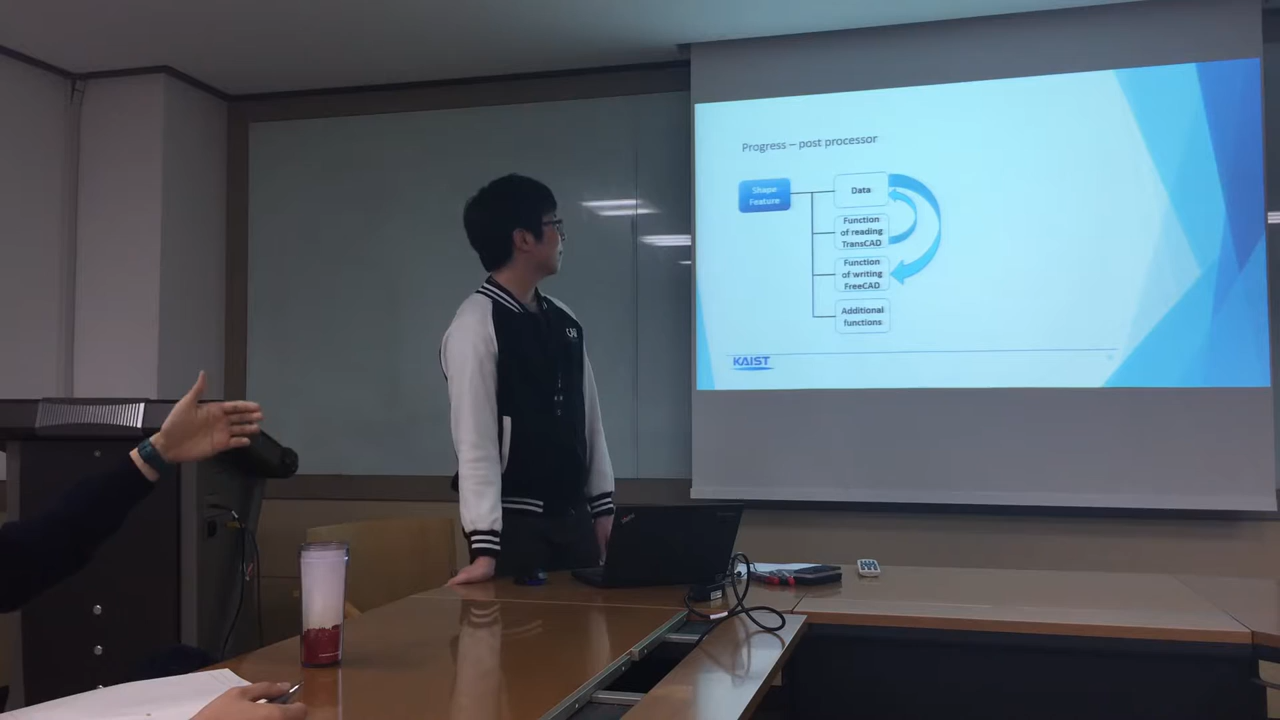 Progress – post processor
Shape
Feature
Data
Function
of reading
TransCAD
Function
of writing
FreeCAD
Additional
functions
KAIST